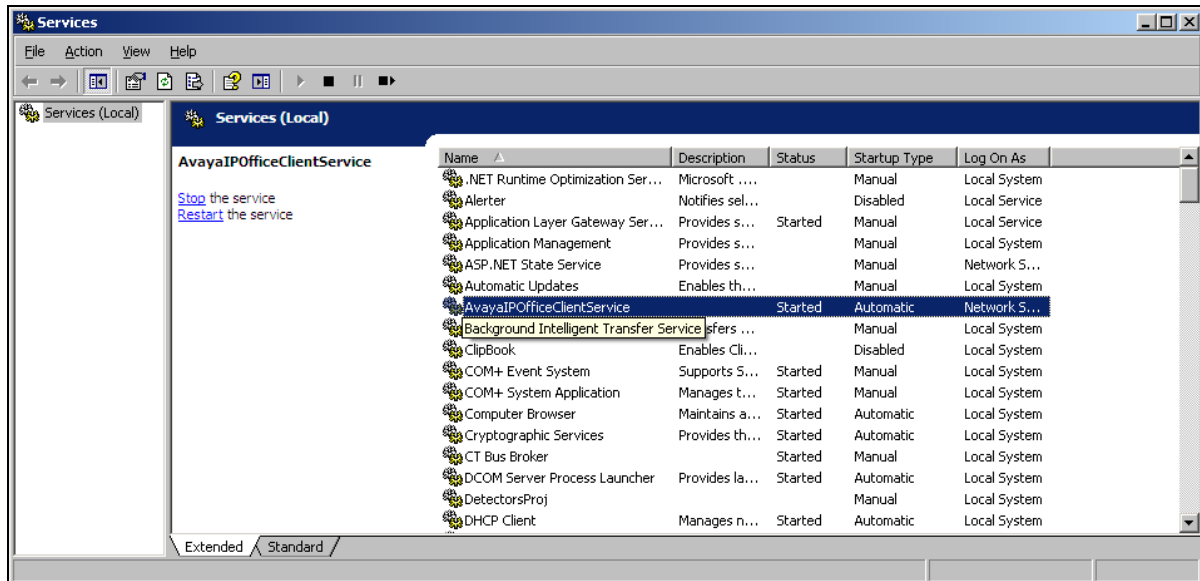 Services
File Action View Help
Services (Local)
Services (Local)
AvayaIPOfficeClientService
Stop the service
Restart the service
Name Description Status Startup Type Log On As
.NET Runtime Optimization Ser... Microsoft .... Manual Local System
Alerter Notifies sel... Disabled Local Service
Application Layer Gateway Ser... Provides s... Started Manual Local Service
Application Management Provides s... Manual Local System
ASP.NET State Service Provides s... Manual Network S...
Automatic Updates Enables th... Manual Local System
AvayaIPOfficeClientService Started Automatic Network S...
Background Intelligent Transfer Service sfers ... Manual Local System
ClipBook Enables Cli... Disabled Local System
COM+ Event System Supports S... Started Manual Local System
COM+ System Application Manages t... Started Manual Local System
Computer Browser Maintains a... Started Automatic Local System
Cryptographic Services Provides th... Started Automatic Local System
CT Bus Broker Started Manual Local System
DCOM Server Process Launcher Provides la... Started Automatic Local System
DetectorsProj Manual Local System
DHCP Client Manages n... Started Automatic Local System
Extended Standard